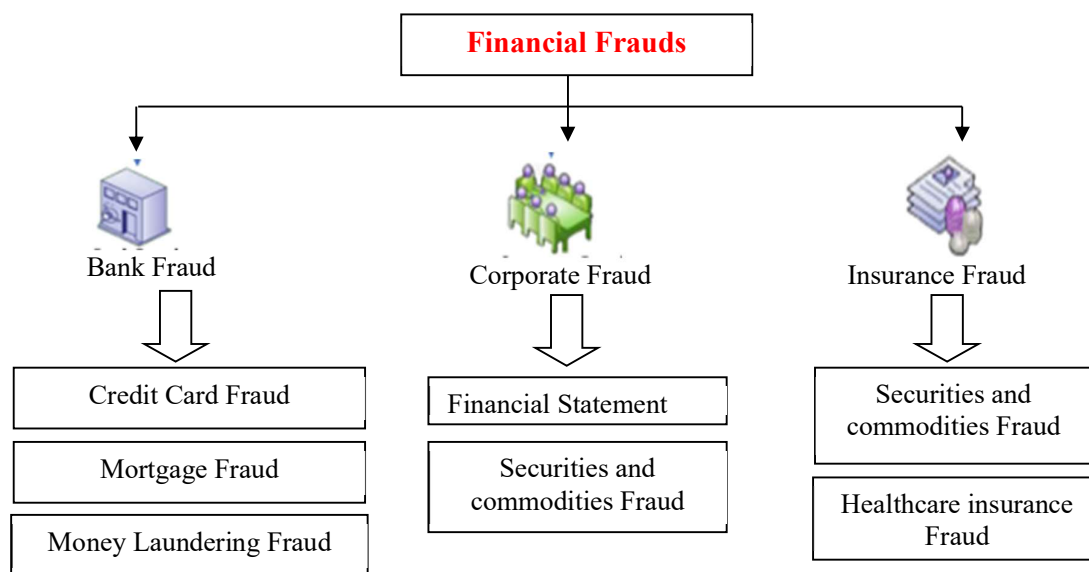 Financial Frauds
Bank Fraud
Corporate Fraud
Insurance Fraud
Credit Card Fraud
Mortgage Fraud
Money Laundering Fraud
Financial Statement
Securities and
commodities Fraud
Securities and
commodities Fraud
Healthcare insurance
Fraud